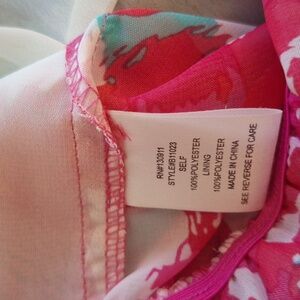 RN#130911
STYLE#B11023
SELF
100%POLYESTER
LINING
100%POLYESTER
MADE IN CHINA
SEE REVERSE FOR CARE